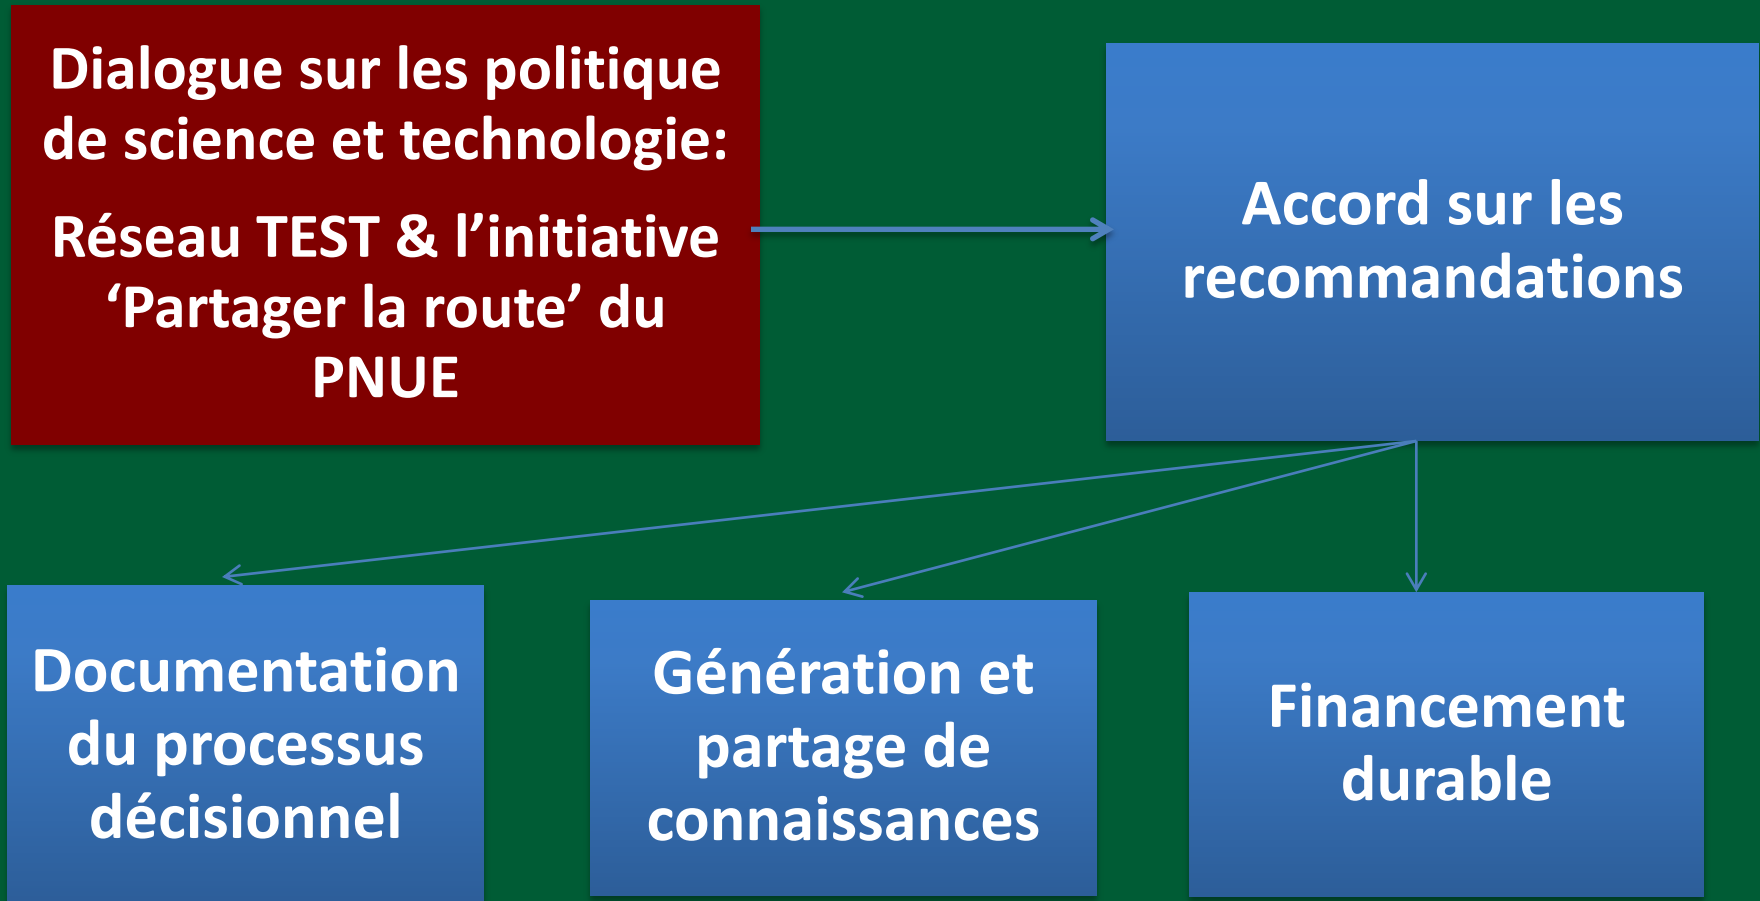 Dialogue sur les politique
de science et technologie:
Réseau TEST & l’initiative
‘Partager la route’ du
PNUE
Accord sur les
recommandations
Documentation
du processus
décisionnel
Génération et
partage de
connaissances
Financement
durable